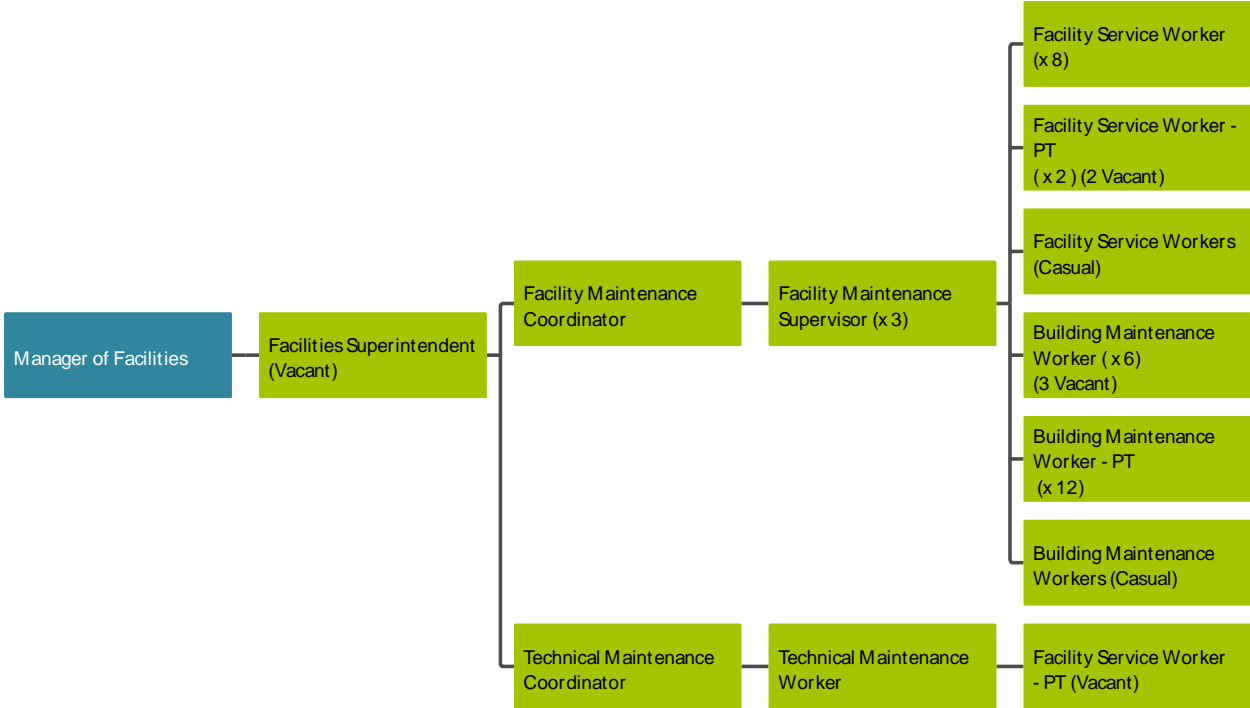 Manager of Facilities
Facilities Superintendent
(Vacant)
Facility Maintenance
Coordinator
Facility Maintenance
Supervisor (x 3)
Facility Service Worker
(x 8)
Facility Service Worker -
PT
( x 2 ) (2 Vacant)
Facility Service Workers
(Casual)
Building Maintenance
Worker ( x 6)
(3 Vacant)
Building Maintenance
Worker - PT
(x 12)
Building Maintenance
Workers (Casual)
Technical Maintenance
Coordinator
Technical Maintenance
Worker
Facility Service Worker
- PT (Vacant)